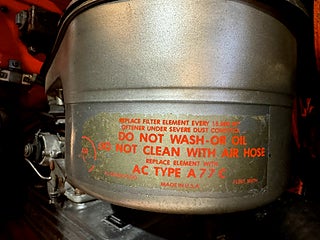 REPLACE FILTER ELEMENT EVERY
OFTENER UNDER SEVERE DUST
DO NOT WASH OR OIL
DO NOT CLEAN WITH AIR HOSE
REPLACE ELEMENT WITH
AC TYPE A 77 C
MADE IN U.S.A.